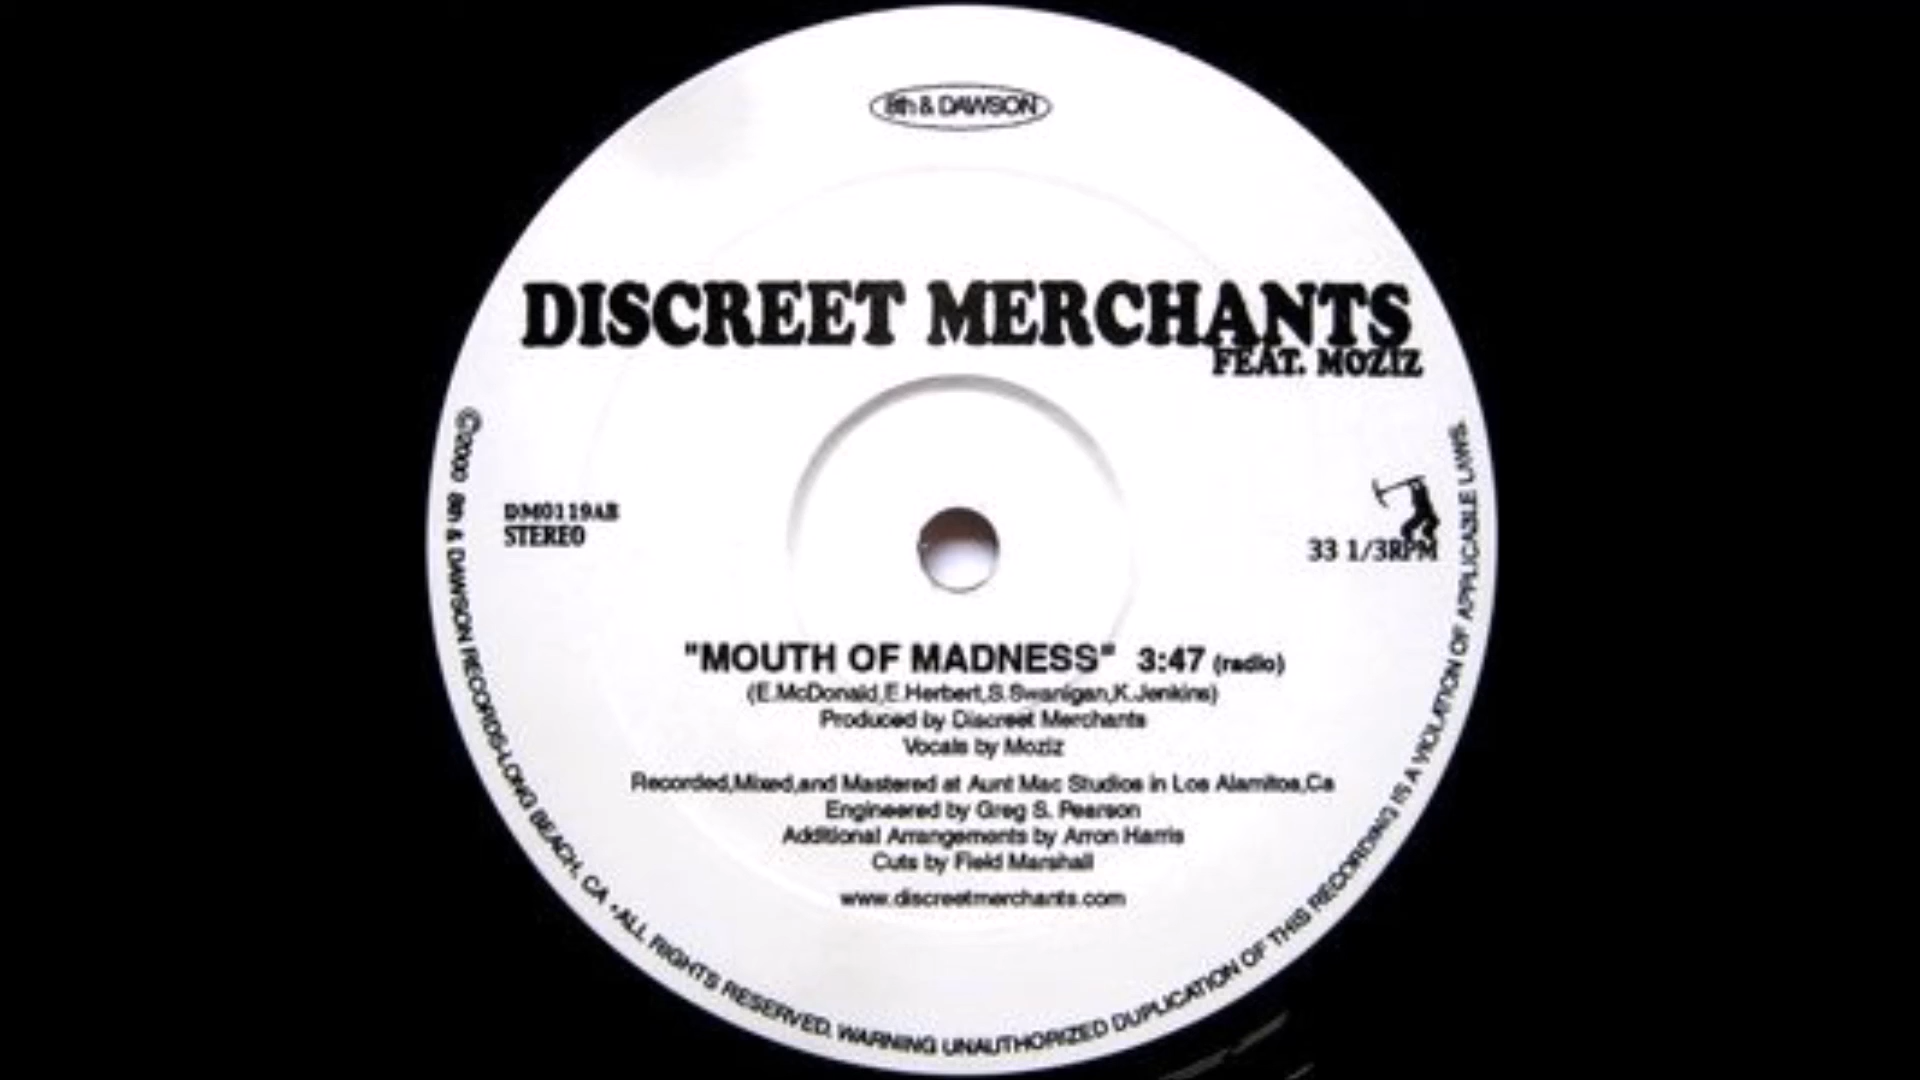 8th & DAWSON
DISCREET MERCHANTS
FEAT. MOZIZ
DM0119AB
STEREO
33 1/3RPM
"MOUTH OF MADNESS" 3:47 (radio)
(E.McDonald,E.Herbert,S.Swanigan,K.Jenkins)
Produced by Discreet Merchants
Vocals by Moziz
Recorded,Mixed,and Mastered at Aunt Mac Studios in Los Alamitos,Ca
Engineered by Greg S. Pearson
Additional Arrangements by Arron Harris
Cuts by Field Marshall
www.discreetmerchants.com
©2000 8th & DAWSON RECORDS-LONG BEACH, CA •ALL RIGHTS RESERVED. WARNING UNAUTHORIZED DUPLICATION OF THIS RECORDING IS A VIOLATION OF APPLICABLE LAWS.